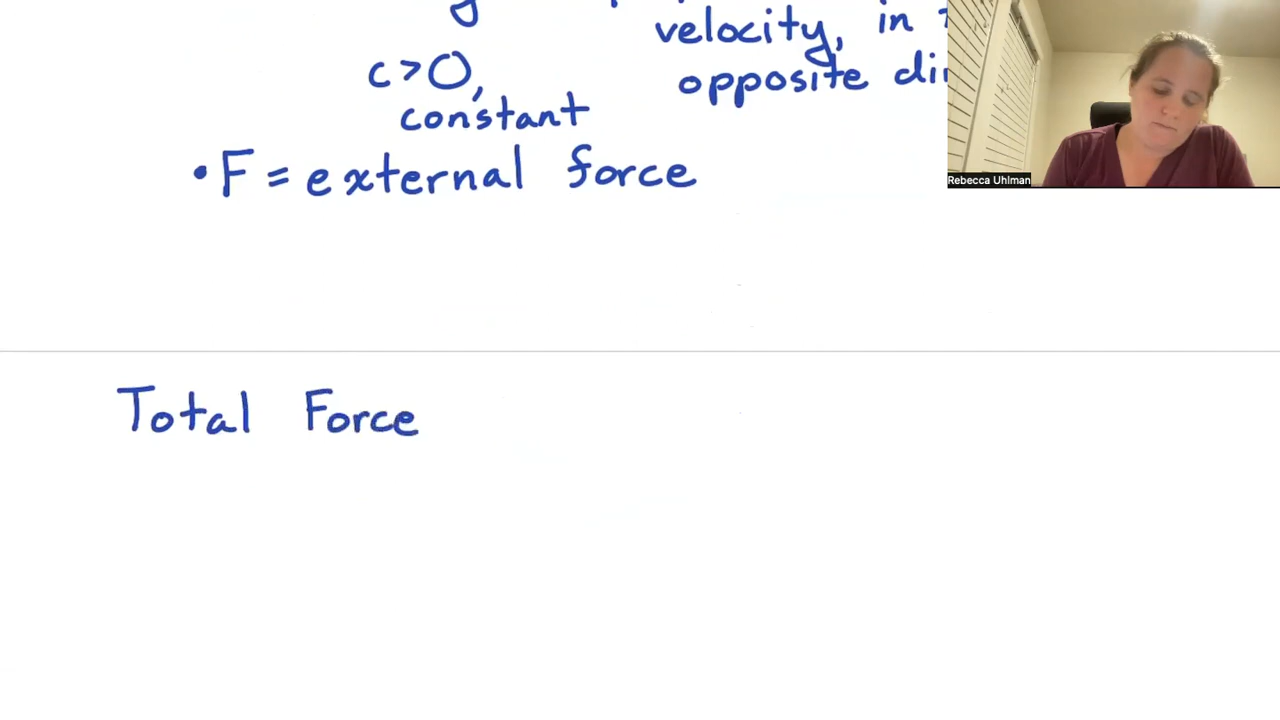 velocity, in
c>0,
opposite
constant
• F = external force
Rebecca Uhlman
Total Force